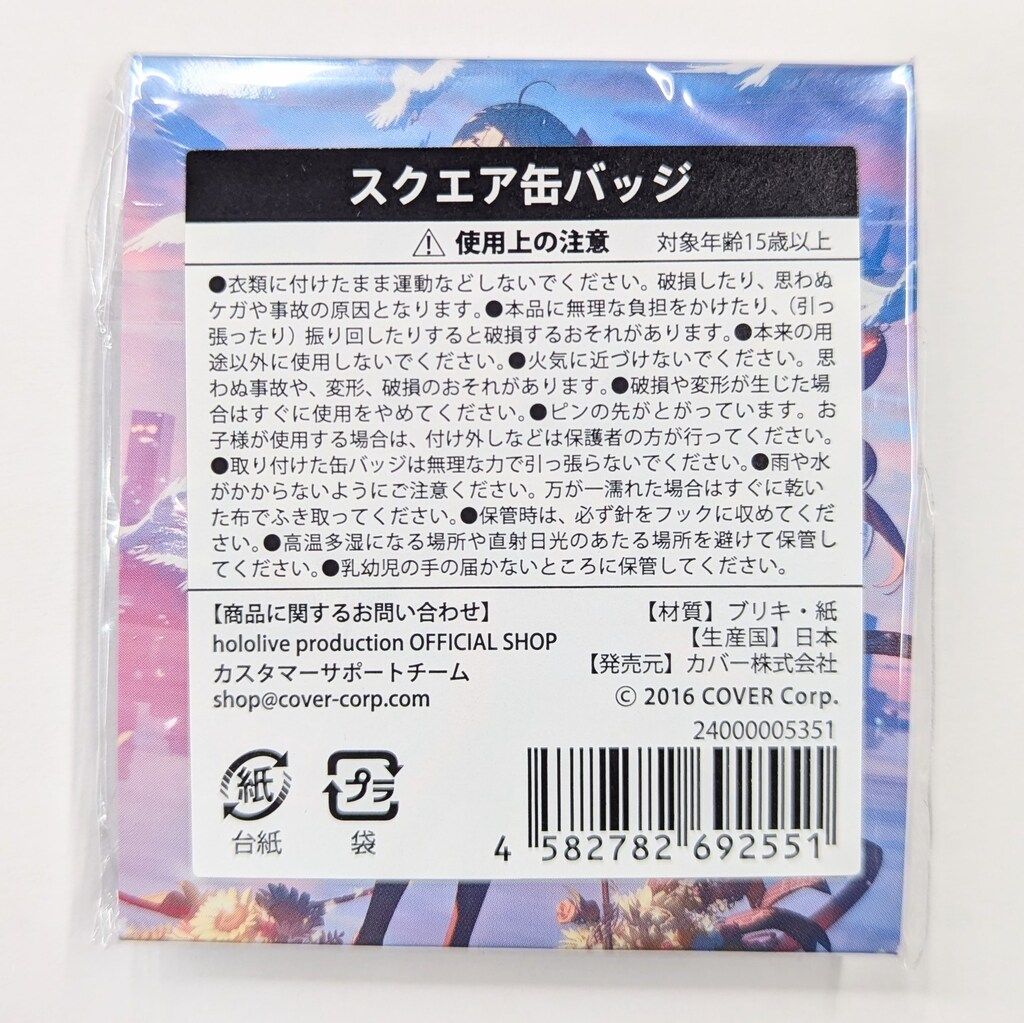 スクエア缶バッジ
⚠ 使用上の注意 対象年齢15歳以上
●衣類に付けたまま運動などしないでください。破損したり、思わぬ
ケガや事故の原因となります。●本品に無理な負担をかけたり、（引っ
張ったり）振り回したりすると破損するおそれがあります。●本来の用
途以外に使用しないでください。●火気に近づけないでください。思
わぬ事故や、変形、破損のおそれがあります。●破損や変形が生じた場
合はすぐに使用をやめてください。●ピンの先がとがっています。お
子様が使用する場合は、付け外しなどは保護者の方が行ってください。
●取り付けた缶バッジは無理な力で引っ張らないでください。●雨や水
がかからないようにご注意ください。万が一濡れた場合はすぐに乾い
た布でふき取ってください。●保管時は、必ず針をフックに収めてくだ
さい。●高温多湿になる場所や直射日光のあたる場所を避けて保管し
てください。●乳幼児の手の届かないところに保管してください。
【商品に関するお問い合わせ】
hololive production OFFICIAL SHOP
カスタマーサポートチーム
shop@cover-corp.com
【材質】ブリキ・紙
【生産国】日本
【発売元】カバー株式会社
© 2016 COVER Corp.
24000005351
紙
台紙
プラ
袋
4 582782 692551